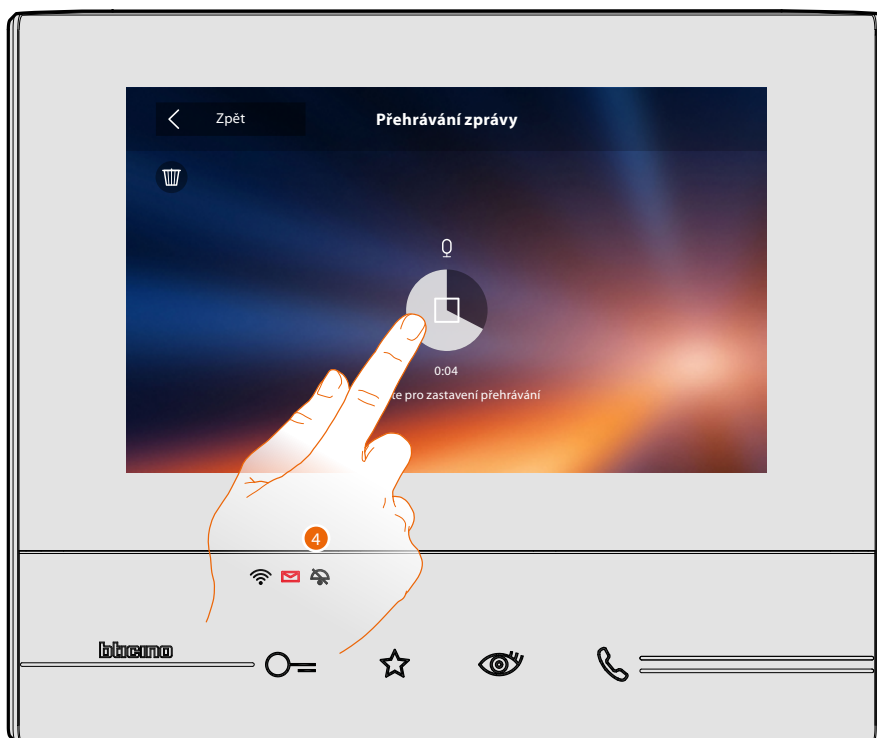 Zpět
Přehrávání zprávy
0:04
te pro zastavení přehrávání
4
bticino